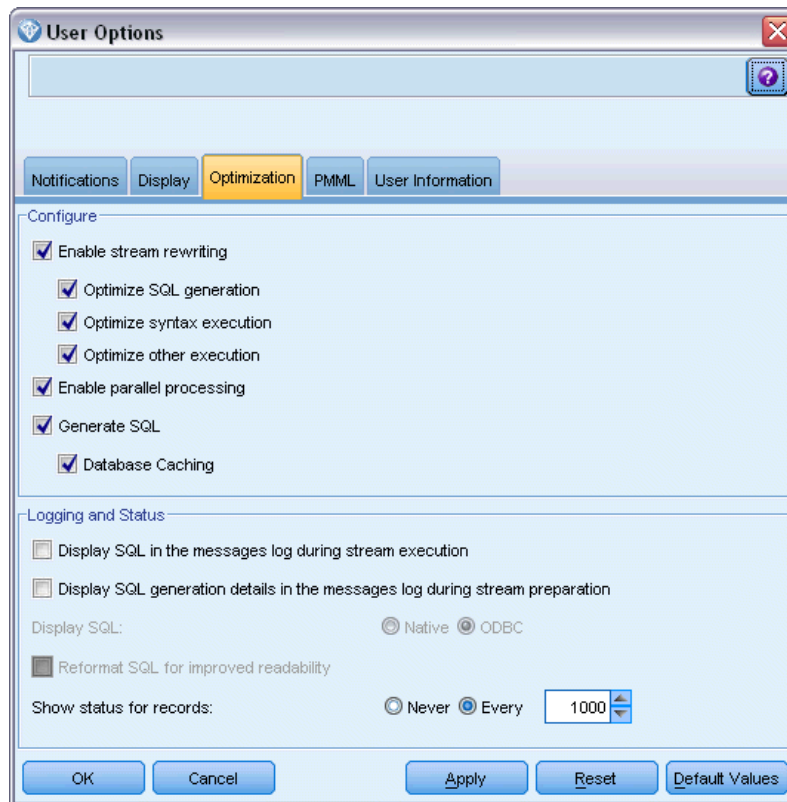 User Options
?
Notifications Display Optimization PMML User Information
Configure
Enable stream rewriting
Optimize SQL generation
Optimize syntax execution
Optimize other execution
Enable parallel processing
Generate SQL
Database Caching
Logging and Status
Display SQL in the messages log during stream execution
Display SQL generation details in the messages log during stream preparation
Display SQL: Native ODBC
Reformat SQL for improved readability
Show status for records: Never Every 1000
OK Cancel Apply Reset Default Values